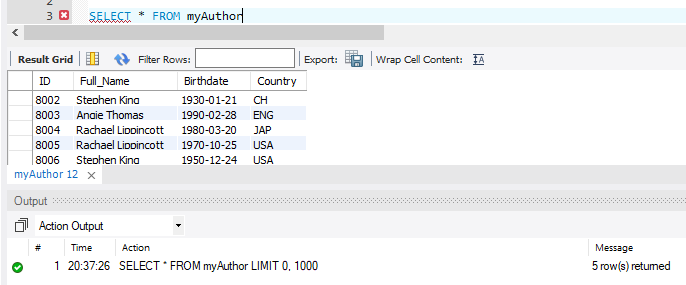 2
3 SELECT * FROM myAuthor
Result Grid Filter Rows: Export: Wrap Cell Content: IA
ID Full_Name Birthdate Country
8002 Stephen King 1930-01-21 CH
8003 Angie Thomas 1990-02-28 ENG
8004 Rachael Lippincott 1980-03-20 JAP
8005 Rachael Lippincott 1970-10-25 USA
8006 Stephen King 1950-12-24 USA
myAuthor 12
Output
Action Output
# Time Action Message
1 20:37:26 SELECT * FROM myAuthor LIMIT 0, 1000 5 row(s) returned